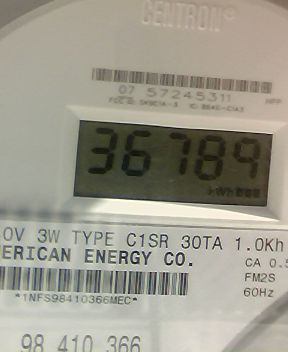 CENTRON®
07 57245311
36789
kWh
0V 3W TYPE C1SR 30TA 1.0Kh
ERICAN ENERGY CO.
CA 0.5
FM2S
*1NFS98410366MEC*
60Hz
98 410 366